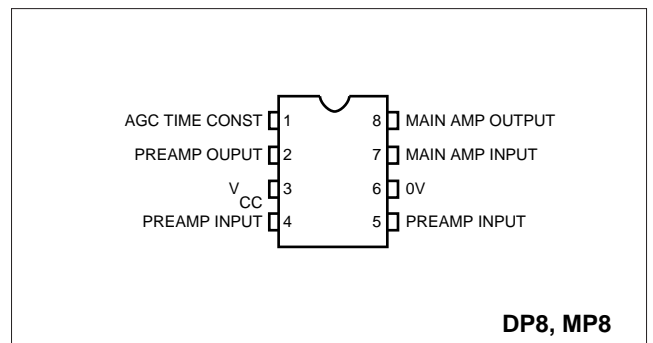 AGC TIME CONST 1 8 MAIN AMP OUTPUT
PREAMP OUPUT 2 7 MAIN AMP INPUT
VCC 3 6 0V
PREAMP INPUT 4 5 PREAMP INPUT
DP8, MP8